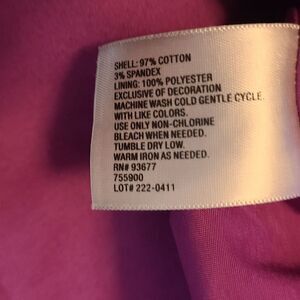 SHELL: 97% COTTON
3% SPANDEX
LINING: 100% POLYESTER
EXCLUSIVE OF DECORATION
MACHINE WASH COLD GENTLE CYCLE
WITH LIKE COLORS.
USE ONLY NON-CHLORINE
BLEACH WHEN NEEDED.
TUMBLE DRY LOW.
WARM IRON AS NEEDED.
RN# 93677
755900
LOT# 222-0411